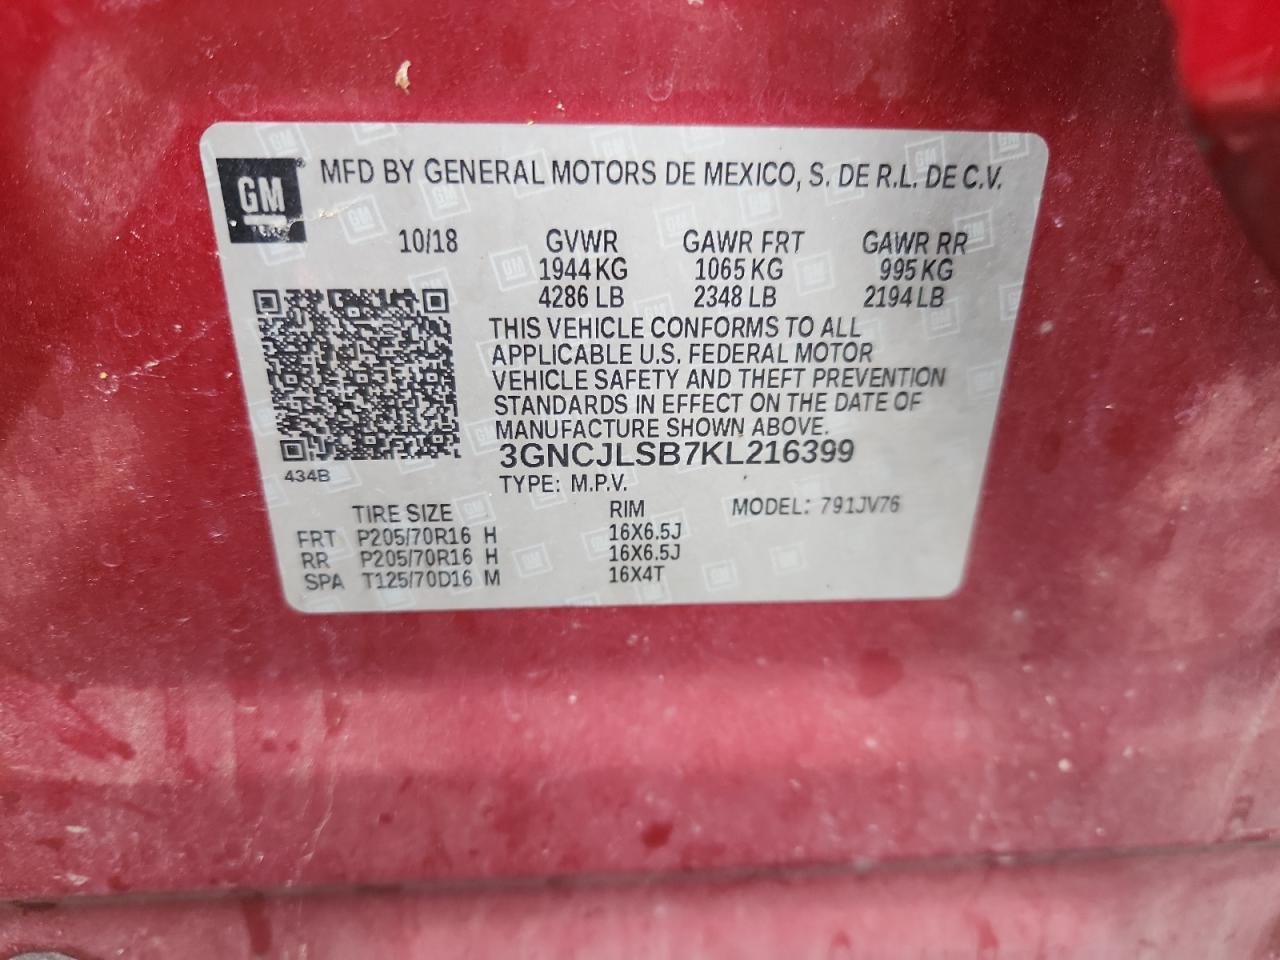 GM
MFD BY GENERAL MOTORS DE MEXICO, S. DE R.L. DE C.V.
10/18 GVWR GAWR FRT GAWR RR
1944 KG 1065 KG 995 KG
4286 LB 2348 LB 2194 LB
THIS VEHICLE CONFORMS TO ALL
APPLICABLE U.S. FEDERAL MOTOR
VEHICLE SAFETY AND THEFT PREVENTION
STANDARDS IN EFFECT ON THE DATE OF
MANUFACTURE SHOWN ABOVE.
3GNCJLSB7KL216399
434B
TYPE: M.P.V.
TIRE SIZE RIM MODEL: 791JV76
FRT P205/70R16 H 16X6.5J
RR P205/70R16 H 16X6.5J
SPA T125/70D16 M 16X4T